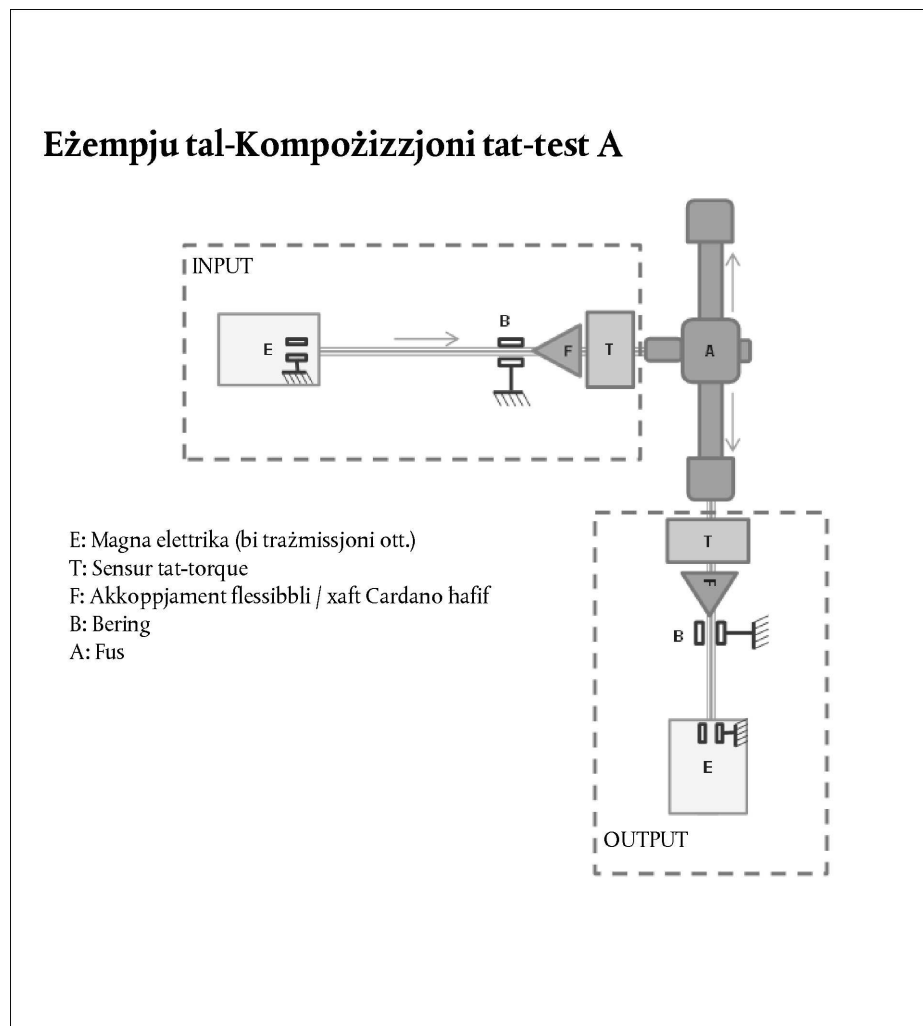 Eżempju tal-Kompożizzjoni tat-test A
INPUT
E
B
F
T
A
E: Magna elettrika (bi trażmissjoni ott.)
T: Sensur tat-torque
F: Akkoppjament flessibbli / xaft Cardano ħafif
B: Bering
A: Fus
T
F
B
E
OUTPUT